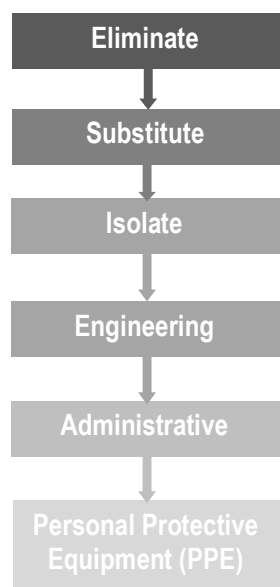 Eliminate
Substitute
Isolate
Engineering
Administrative
Personal Protective
Equipment (PPE)